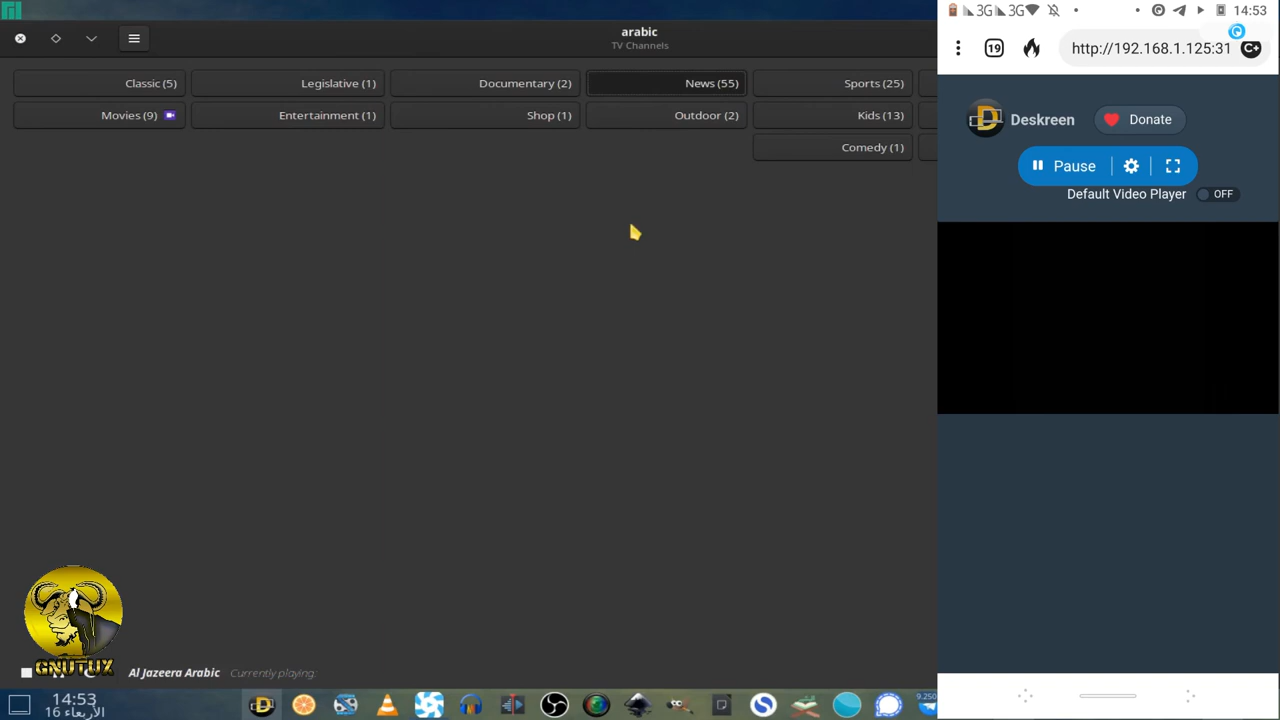 arabic
TV Channels
Classic (5) Legislative (1) Documentary (2) News (55) Sports (25)
Movies (9) Entertainment (1) Shop (1) Outdoor (2) Kids (13)
Comedy (1)
GNUTUX
Al Jazeera Arabic Currently playing:
14:53
الأربعاء 16
9.250
3G 3G 14:53
19 http://192.168.1.125:31
Deskreen Donate
Pause
Default Video Player OFF